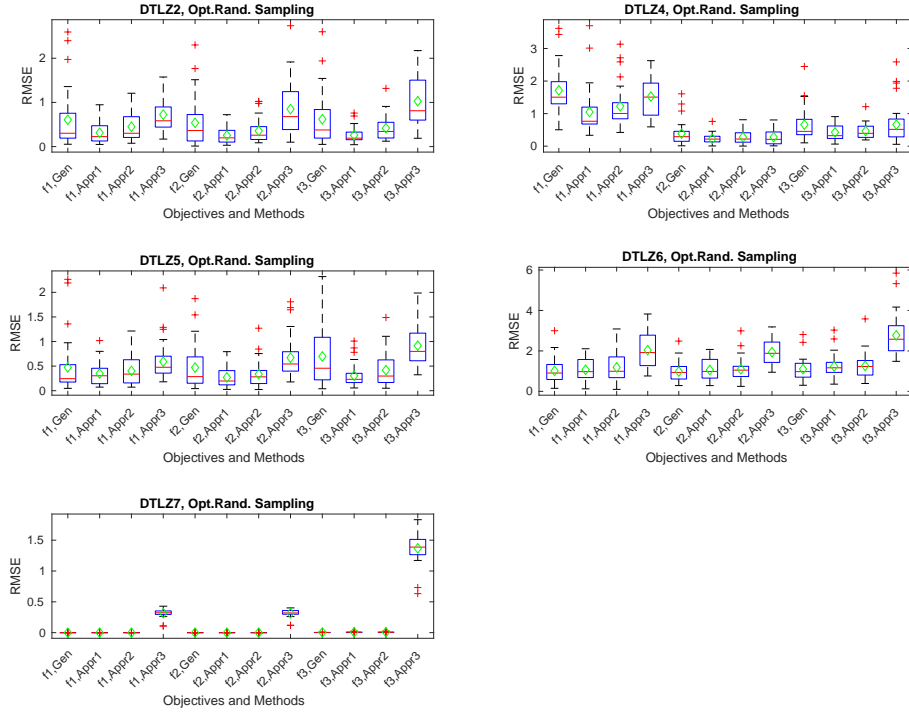 DTLZ2, Opt.Rand. Sampling
RMSE
2
1
0
f1,Gen
f1,Appr1
f1,Appr2
f1,Appr3
f2,Gen
f2,Appr1
f2,Appr2
f2,Appr3
f3,Gen
f3,Appr1
f3,Appr2
f3,Appr3
Objectives and Methods
DTLZ4, Opt.Rand. Sampling
RMSE
3
2
1
0
f1,Gen
f1,Appr1
f1,Appr2
f1,Appr3
f2,Gen
f2,Appr1
f2,Appr2
f2,Appr3
f3,Gen
f3,Appr1
f3,Appr2
f3,Appr3
Objectives and Methods
DTLZ5, Opt.Rand. Sampling
RMSE
2
1.5
1
0.5
0
f1,Gen
f1,Appr1
f1,Appr2
f1,Appr3
f2,Gen
f2,Appr1
f2,Appr2
f2,Appr3
f3,Gen
f3,Appr1
f3,Appr2
f3,Appr3
Objectives and Methods
DTLZ6, Opt.Rand. Sampling
RMSE
6
4
2
0
f1,Gen
f1,Appr1
f1,Appr2
f1,Appr3
f2,Gen
f2,Appr1
f2,Appr2
f2,Appr3
f3,Gen
f3,Appr1
f3,Appr2
f3,Appr3
Objectives and Methods
DTLZ7, Opt.Rand. Sampling
RMSE
1.5
1
0.5
0
f1,Gen
f1,Appr1
f1,Appr2
f1,Appr3
f2,Gen
f2,Appr1
f2,Appr2
f2,Appr3
f3,Gen
f3,Appr1
f3,Appr2
f3,Appr3
Objectives and Methods